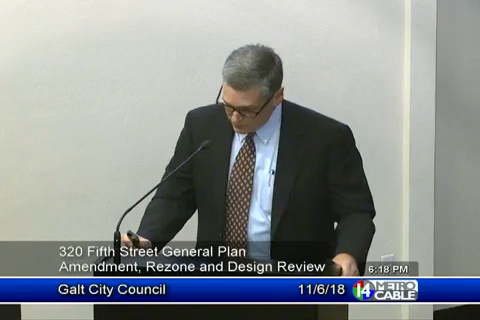 320 Fifth Street General Plan
Amendment, Rezone and Design Review
6:18 PM
Galt City Council
11/6/18
14 METRO CABLE